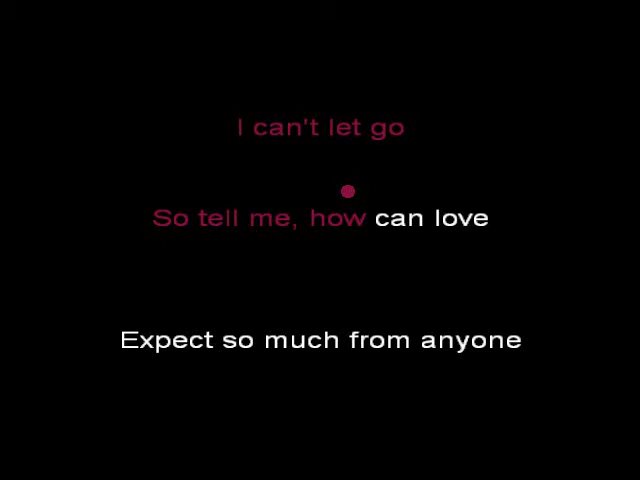 I can't let go
So tell me, how can love
Expect so much from anyone